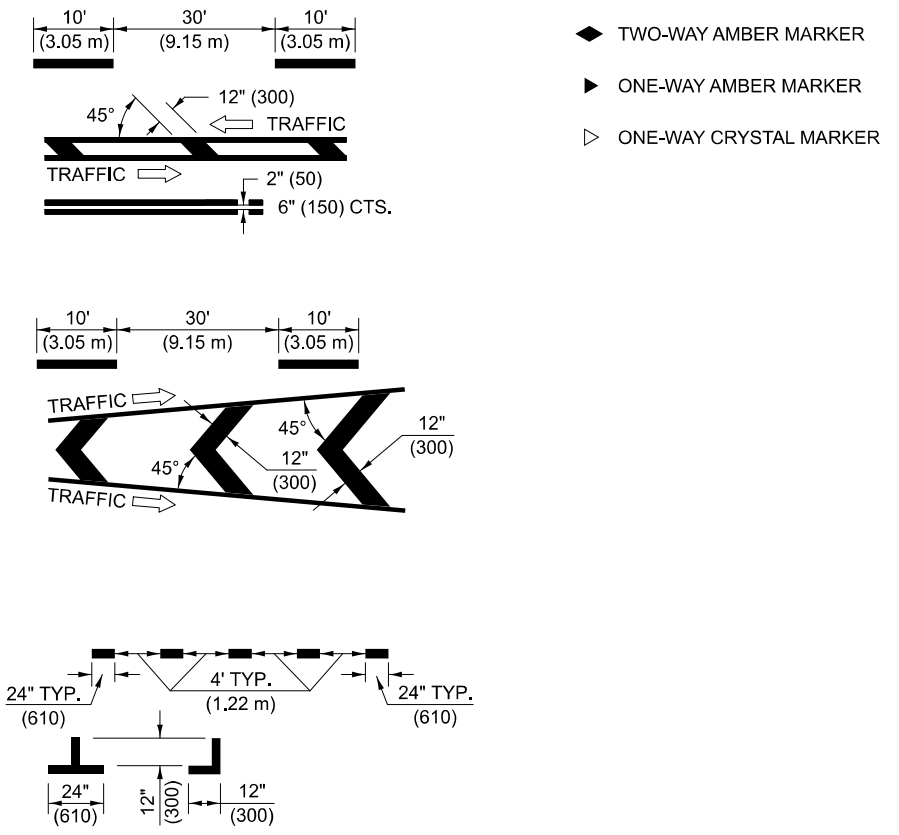 10' 30' 10'
(3.05 m) (9.15 m) (3.05 m)
12" (300)
45°
TRAFFIC
TRAFFIC
2" (50)
6" (150) CTS.
TWO-WAY AMBER MARKER
ONE-WAY AMBER MARKER
ONE-WAY CRYSTAL MARKER
10' 30' 10'
(3.05 m) (9.15 m) (3.05 m)
TRAFFIC
45°
12"
(300)
12"
(300)
45°
TRAFFIC
24" TYP.
(610)
4' TYP.
(1.22 m)
24" TYP.
(610)
24"
(610)
12"
(300)
12"
(300)